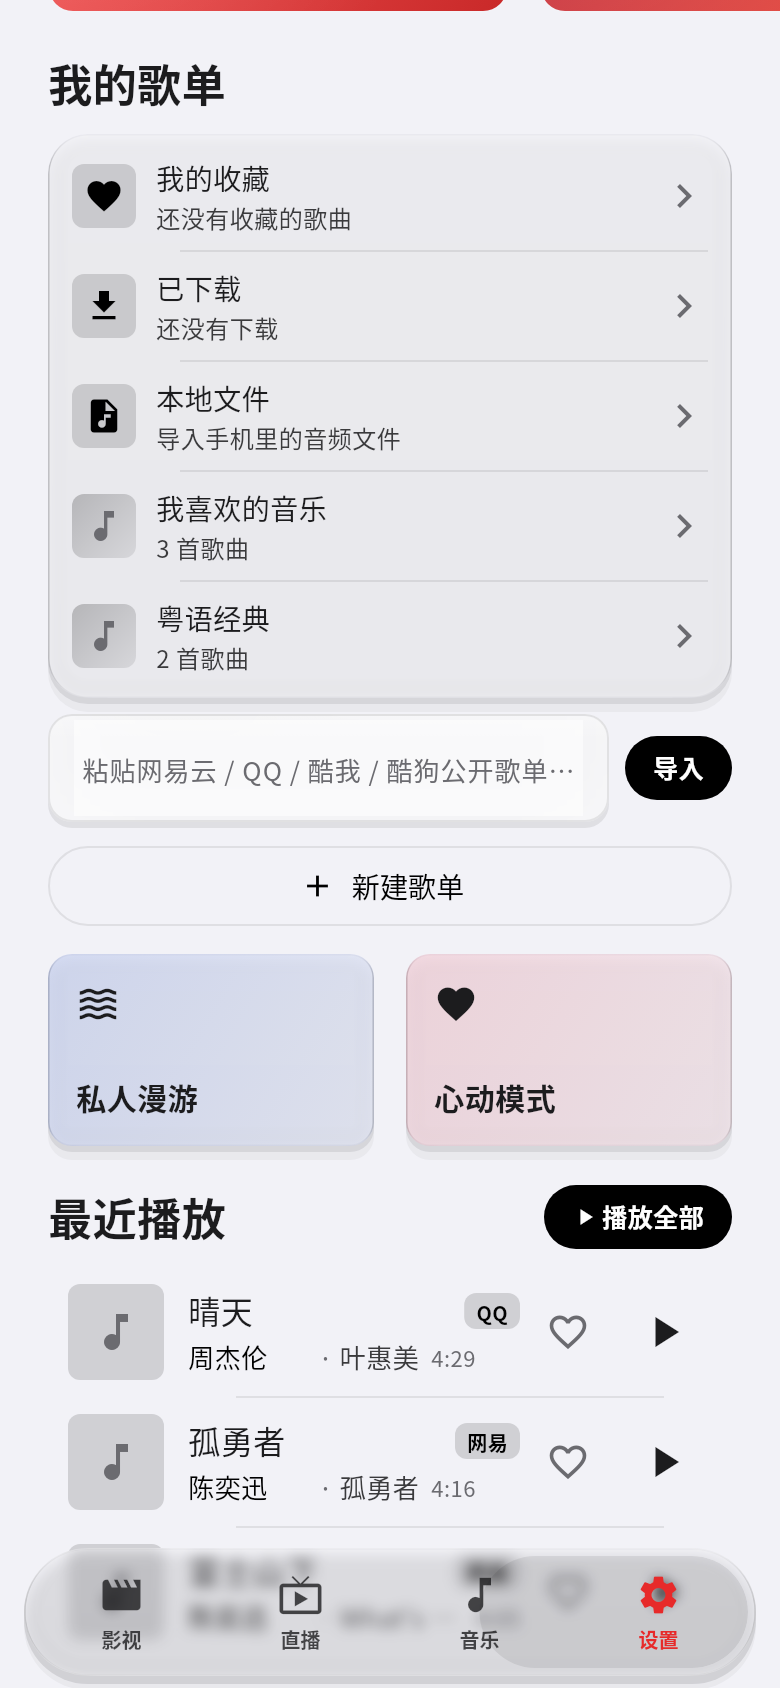 我的歌单
我的收藏
还没有收藏的歌曲
已下载
还没有下载
本地文件
导入手机里的音频文件
我喜欢的音乐
3 首歌曲
粤语经典
2 首歌曲
粘贴网易云 / QQ / 酷我 / 酷狗公开歌单…
导入
新建歌单
私人漫游
心动模式
最近播放
播放全部
晴天
QQ
周杰伦 · 叶惠美 4:29
孤勇者
网易
陈奕迅 · 孤勇者 4:16
影视
直播
音乐
设置